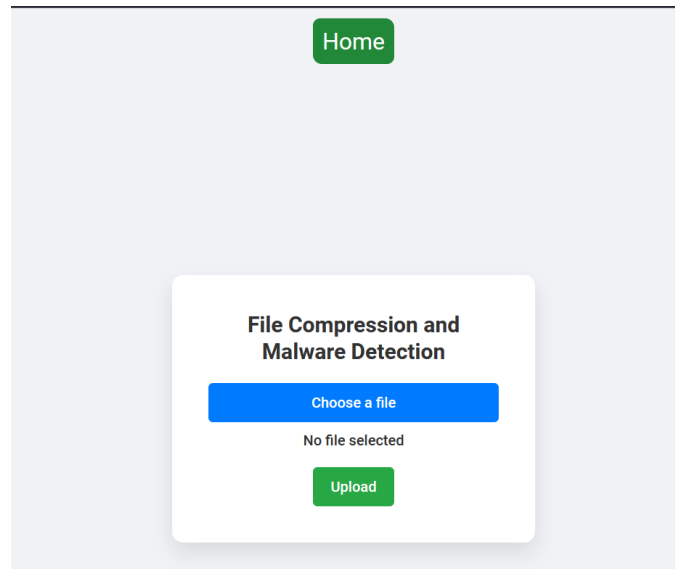 Home
File Compression and
Malware Detection
Choose a file
No file selected
Upload